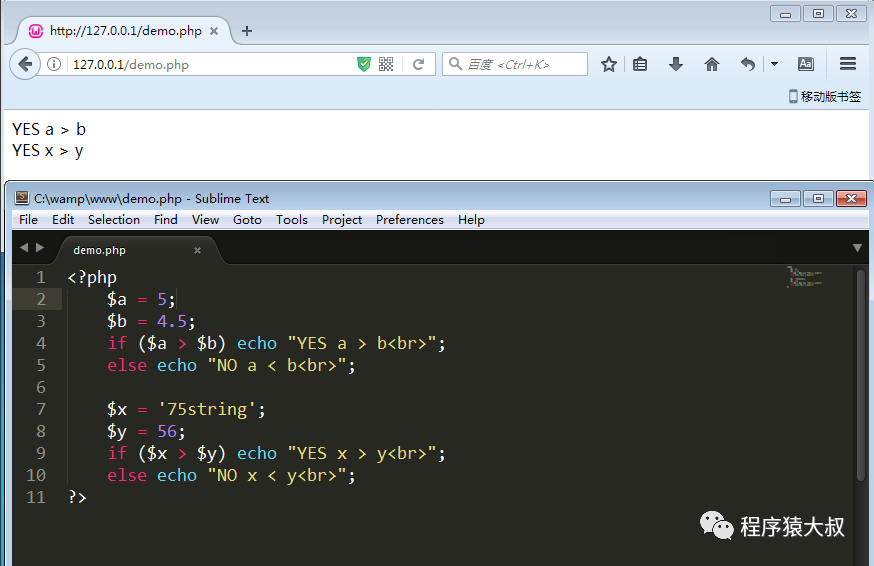 http://127.0.0.1/demo.php
127.0.0.1/demo.php
百度 <Ctrl+K>
移动版书签
YES a > b
YES x > y
C:\wamp\www\demo.php - Sublime Text
File Edit Selection Find View Goto Tools Project Preferences Help
demo.php
1 <?php
2 $a = 5;
3 $b = 4.5;
4 if ($a > $b) echo "YES a > b<br>";
5 else echo "NO a < b<br>";
6
7 $x = '75string';
8 $y = 56;
9 if ($x > $y) echo "YES x > y<br>";
10 else echo "NO x < y<br>";
11 ?>
程序猿大叔